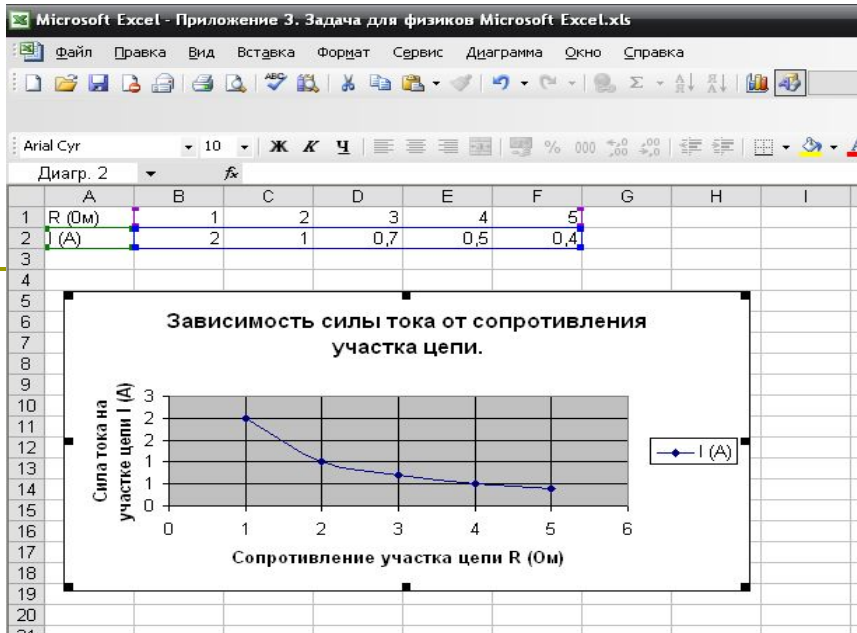 Microsoft Excel - Приложение 3. Задача для физиков Microsoft Excel.xls
Файл Правка Вид Вставка Формат Сервис Диаграмма Окно Справка
Arial Cyr 10 Ж К Ч % 000
Диагр. 2 fx
A B C D E F G H I
1 R (Ом) 1 2 3 4 5
2 I (А) 2 1 0,7 0,5 0,4
3
4
5
6
7
8
9
10
11
12
13
14
15
16
17
18
19
20
21
Зависимость силы тока от сопротивления
участка цепи.
Сила тока на
участке цепи I (А)
3
2
2
1
1
0
0 1 2 3 4 5 6
Сопротивление участка цепи R (Ом)
I (А)